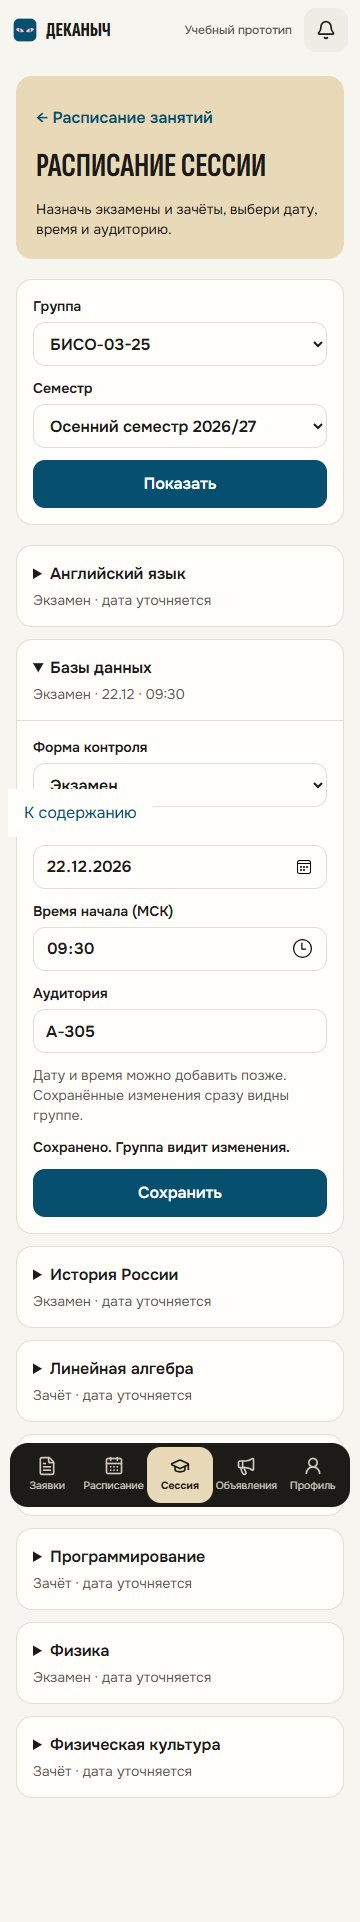 ДЕКАНЫЧ
Учебный прототип
← Расписание занятий
РАСПИСАНИЕ СЕССИИ
Назначь экзамены и зачёты, выбери дату,
время и аудиторию.
Группа
БИСО-03-25
Семестр
Осенний семестр 2026/27
Показать
Английский язык
Экзамен · дата уточняется
Базы данных
Экзамен · 22.12 · 09:30
Форма контроля
Экзамен
К содержанию
22.12.2026
Время начала (МСК)
09:30
Аудитория
А-305
Дату и время можно добавить позже.
Сохранённые изменения сразу видны
группе.
Сохранено. Группа видит изменения.
Сохранить
История России
Экзамен · дата уточняется
Линейная алгебра
Зачёт · дата уточняется
Заявки
Расписание
Сессия
Объявления
Профиль
Программирование
Зачёт · дата уточняется
Физика
Экзамен · дата уточняется
Физическая культура
Зачёт · дата уточняется